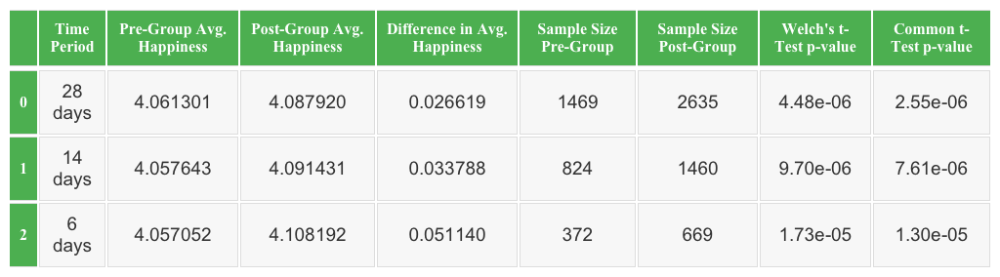 Time Period Pre-Group Avg. Happiness Post-Group Avg. Happiness Difference in Avg. Happiness Sample Size Pre-Group Sample Size Post-Group Welch's t-Test p-value Common t-Test p-value
0 28 days 4.061301 4.087920 0.026619 1469 2635 4.48e-06 2.55e-06
1 14 days 4.057643 4.091431 0.033788 824 1460 9.70e-06 7.61e-06
2 6 days 4.057052 4.108192 0.051140 372 669 1.73e-05 1.30e-05